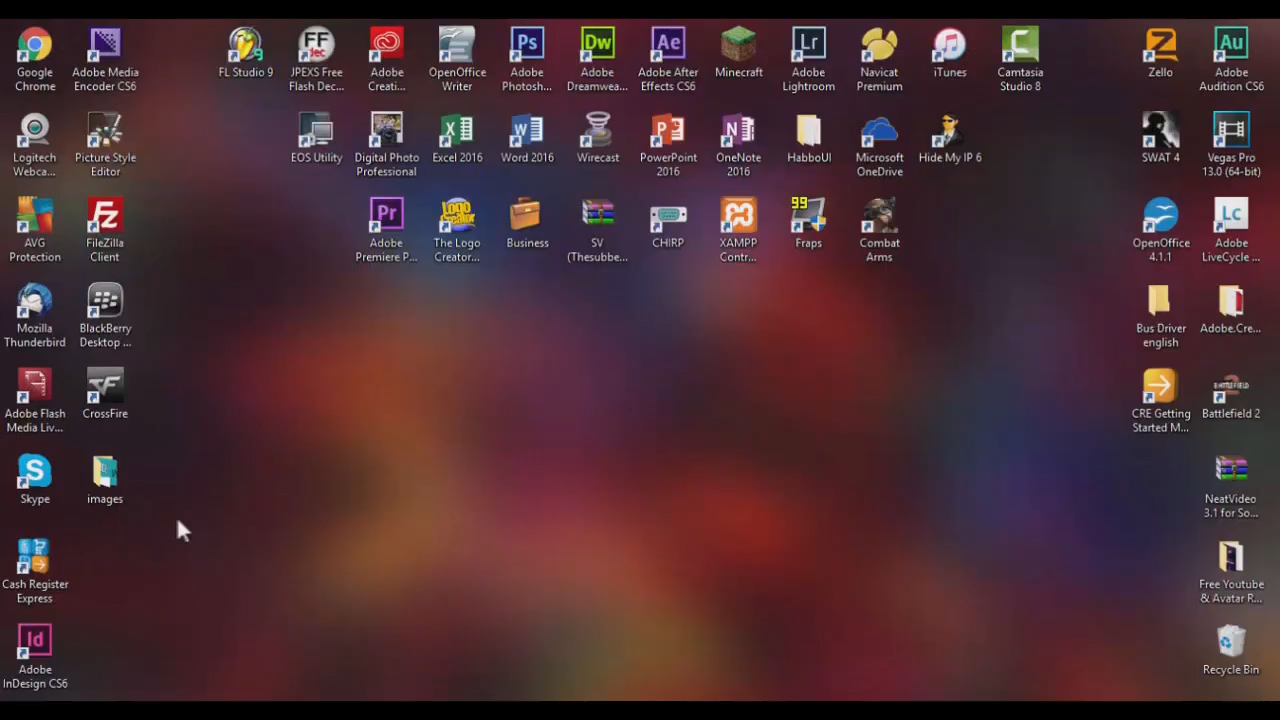 Google
Chrome
Adobe Media
Encoder CS6
FL Studio 9
JPEXS Free
Flash Dec...
Adobe
Creati...
OpenOffice
Writer
Adobe
Photosh...
Adobe
Dreamwea...
Adobe After
Effects CS6
Minecraft
Adobe
Lightroom
Navicat
Premium
iTunes
Camtasia
Studio 8
Zello
Adobe
Audition CS6
Logitech
Webca...
Picture Style
Editor
EOS Utility
Digital Photo
Professional
Excel 2016
Word 2016
Wirecast
PowerPoint
2016
OneNote
2016
HabboUI
Microsoft
OneDrive
Hide My IP 6
SWAT 4
Vegas Pro
13.0 (64-bit)
AVG
Protection
FileZilla
Client
Adobe
Premiere P...
The Logo
Creator...
Business
SV
(Thesubbe...
CHIRP
XAMPP
Contr...
99
Fraps
Combat
Arms
OpenOffice
4.1.1
Adobe
LiveCycle ...
Mozilla
Thunderbird
BlackBerry
Desktop ...
Bus Driver
english
Adobe.Cre...
Adobe Flash
Media Liv...
CrossFire
CRE Getting
Started M...
Battlefield 2
Skype
images
NeatVideo
3.1 for So...
Cash Register
Express
Free Youtube
& Avatar R...
Adobe
InDesign CS6
Recycle Bin